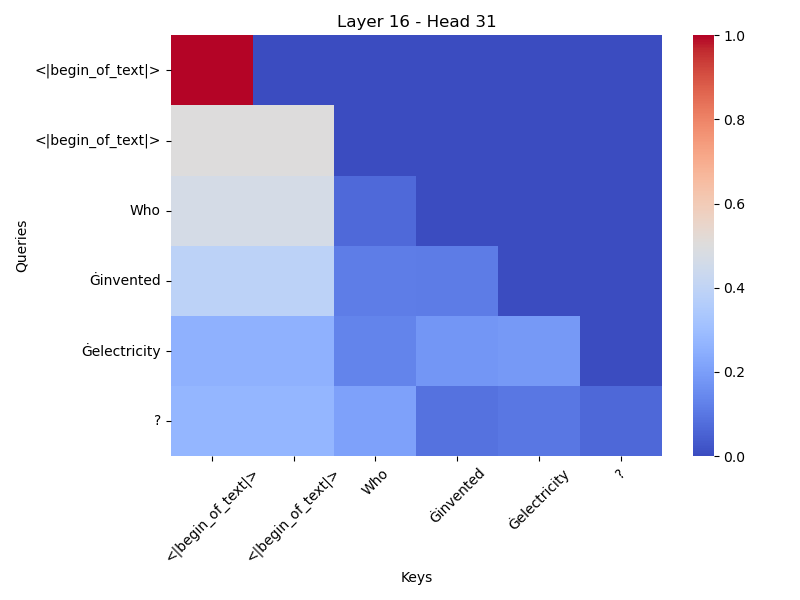 Layer 16 - Head 31
<|begin_of_text|>
<|begin_of_text|>
Who
Ġinvented
Ġelectricity
?
Queries
<|begin_of_text|>
<|begin_of_text|>
Who
Ġinvented
Ġelectricity
?
Keys
1.0
0.8
0.6
0.4
0.2
0.0